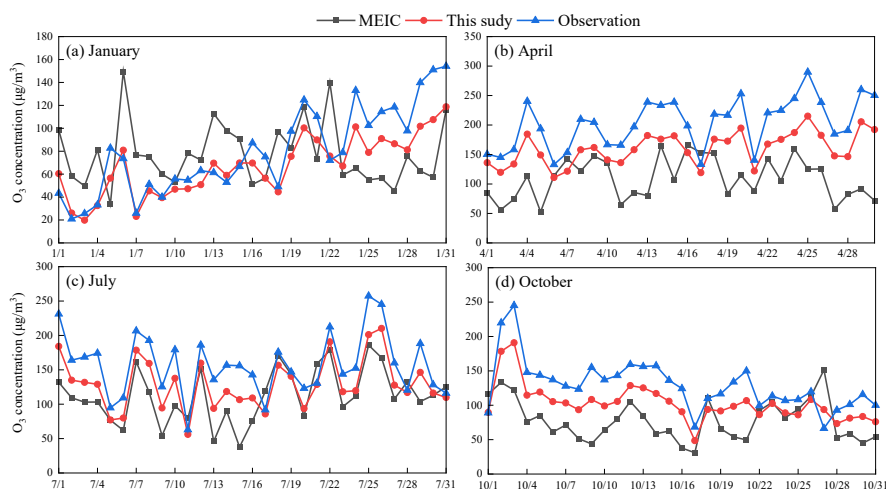 MEIC This sudy Observation
(a) January
O3 concentration (μg/m³)
180
160
140
120
100
80
60
40
20
0
1/1 1/4 1/7 1/10 1/13 1/16 1/19 1/22 1/25 1/28 1/31
(b) April
350
300
250
200
150
100
50
0
4/1 4/4 4/7 4/10 4/13 4/16 4/19 4/22 4/25 4/28
(c) July
O3 concentration (μg/m³)
300
250
200
150
100
50
0
7/1 7/4 7/7 7/10 7/13 7/16 7/19 7/22 7/25 7/28 7/31
(d) October
300
250
200
150
100
50
0
10/1 10/4 10/7 10/10 10/13 10/16 10/19 10/22 10/25 10/28 10/31